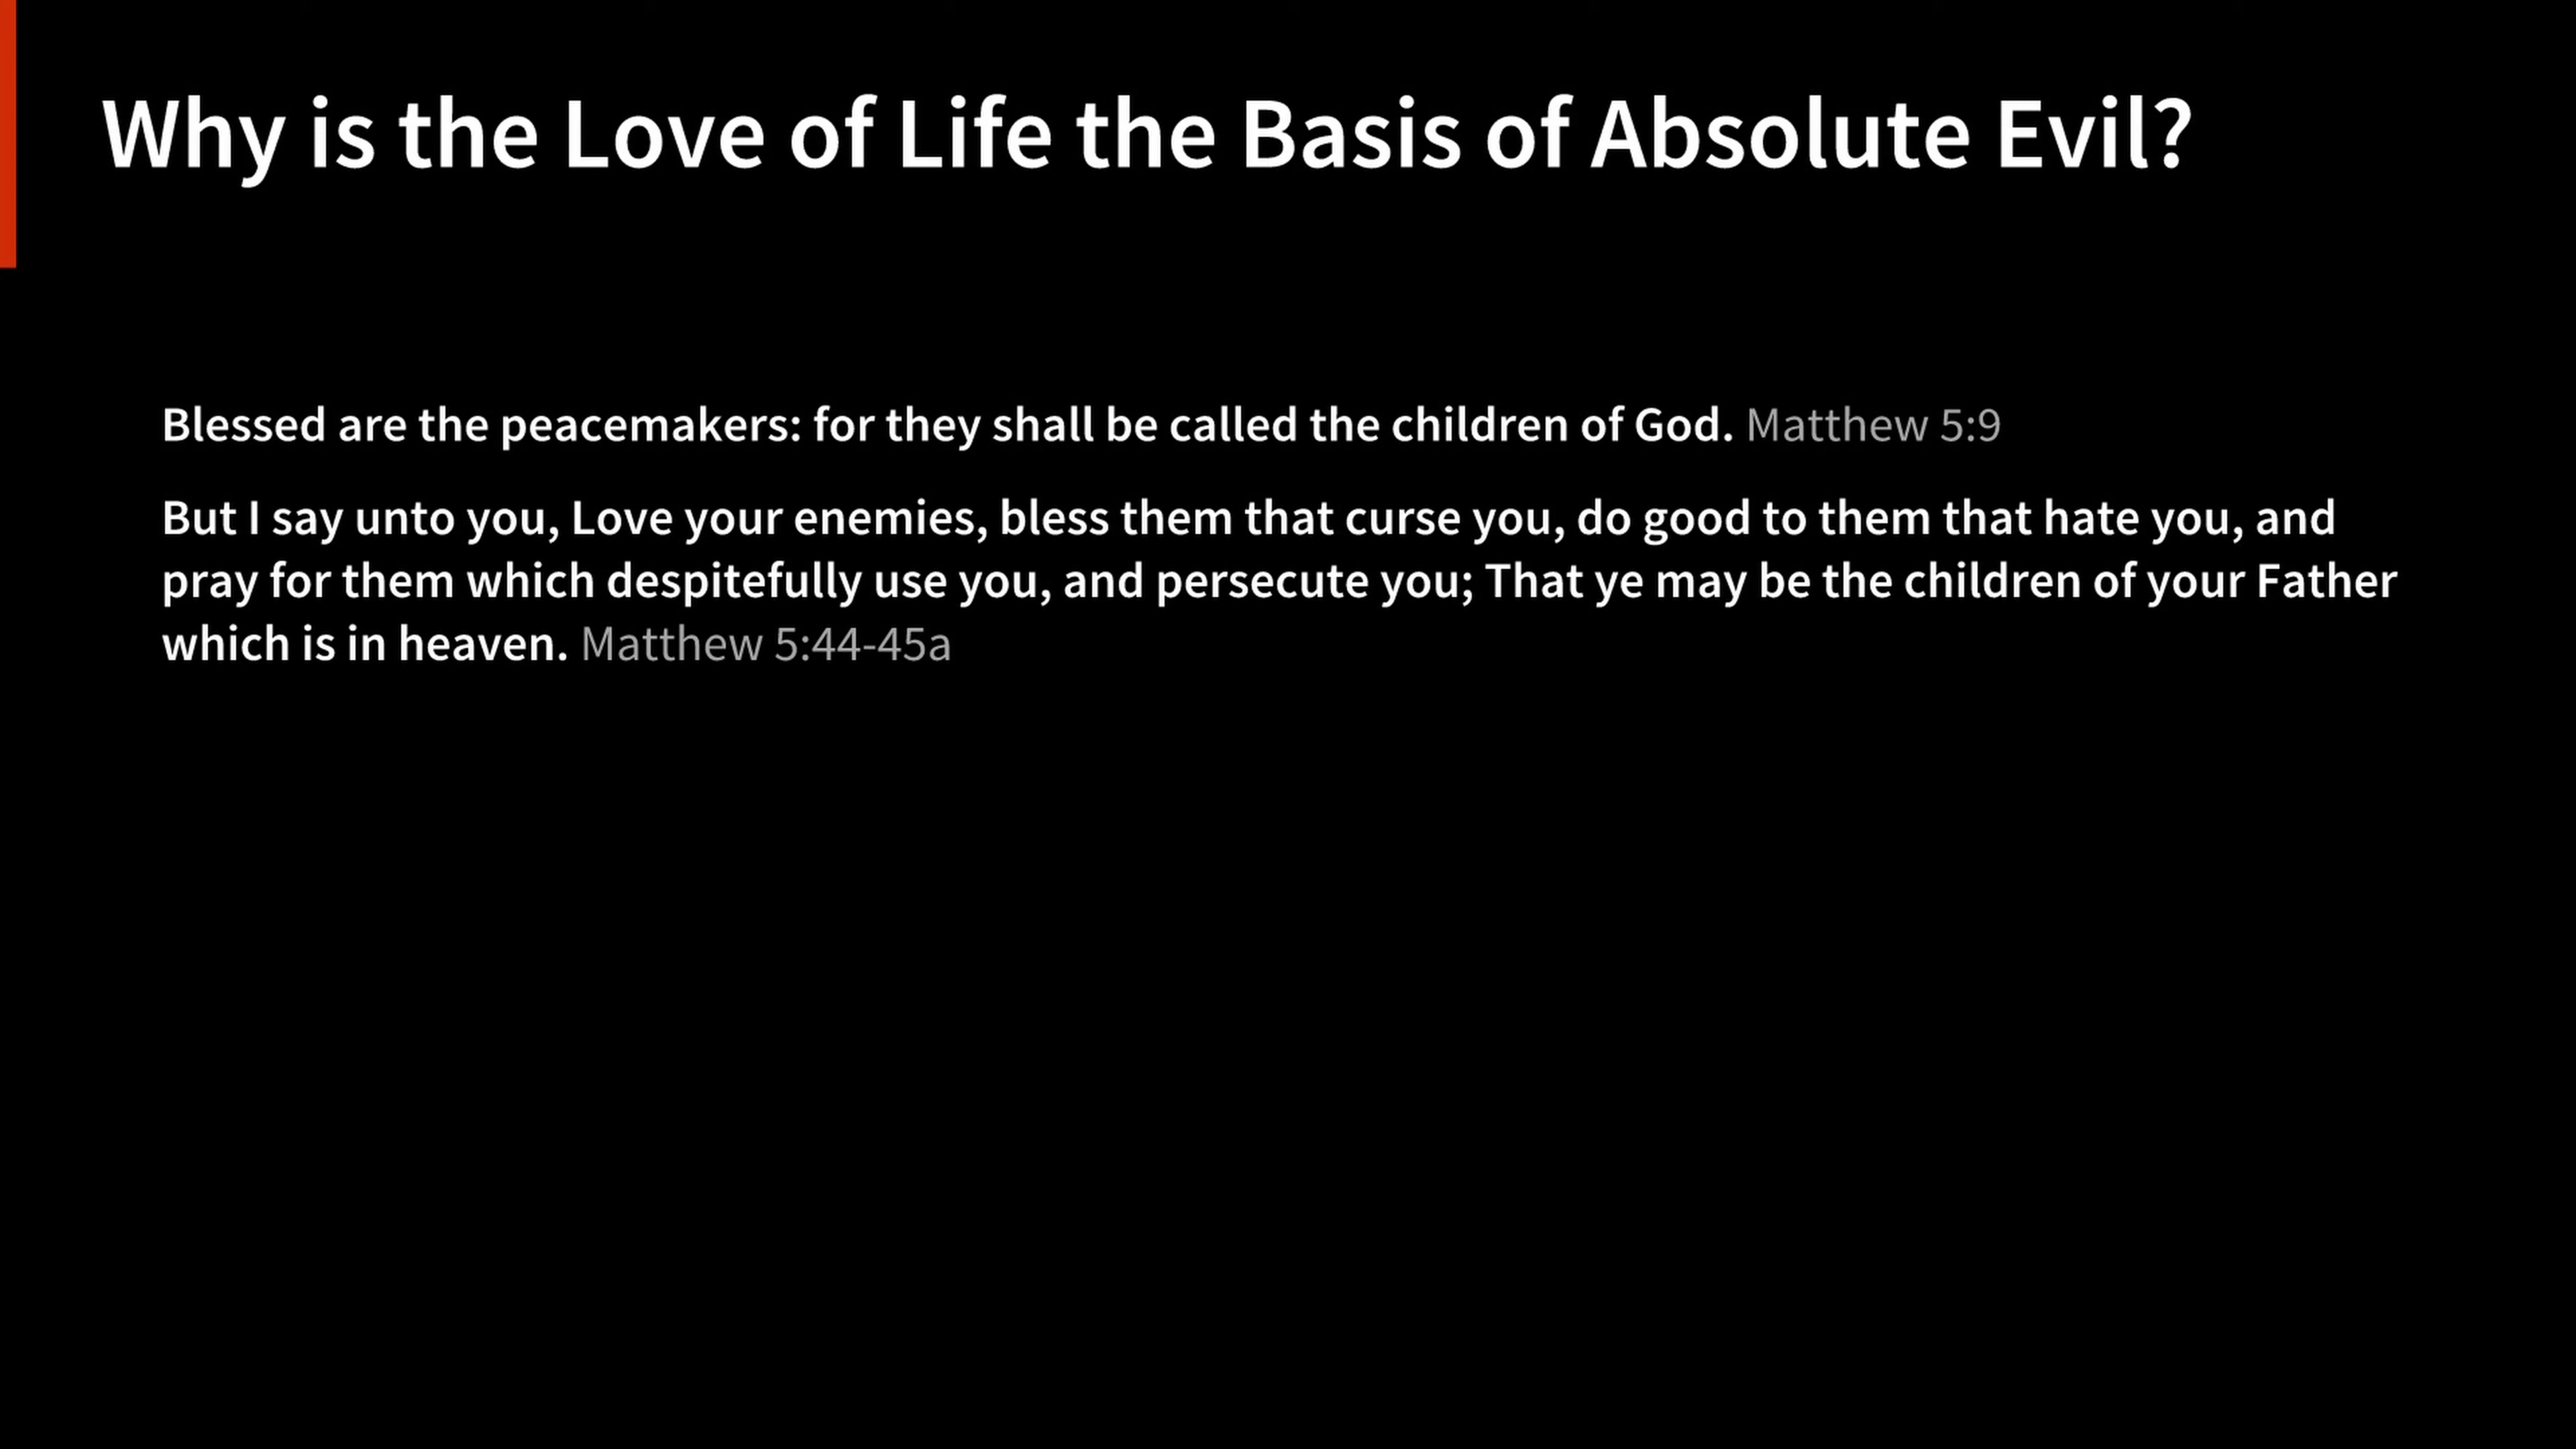 Why is the Love of Life the Basis of Absolute Evil?
Blessed are the peacemakers: for they shall be called the children of God. Matthew 5:9
But I say unto you, Love your enemies, bless them that curse you, do good to them that hate you, and
pray for them which despitefully use you, and persecute you; That ye may be the children of your Father
which is in heaven. Matthew 5:44-45a